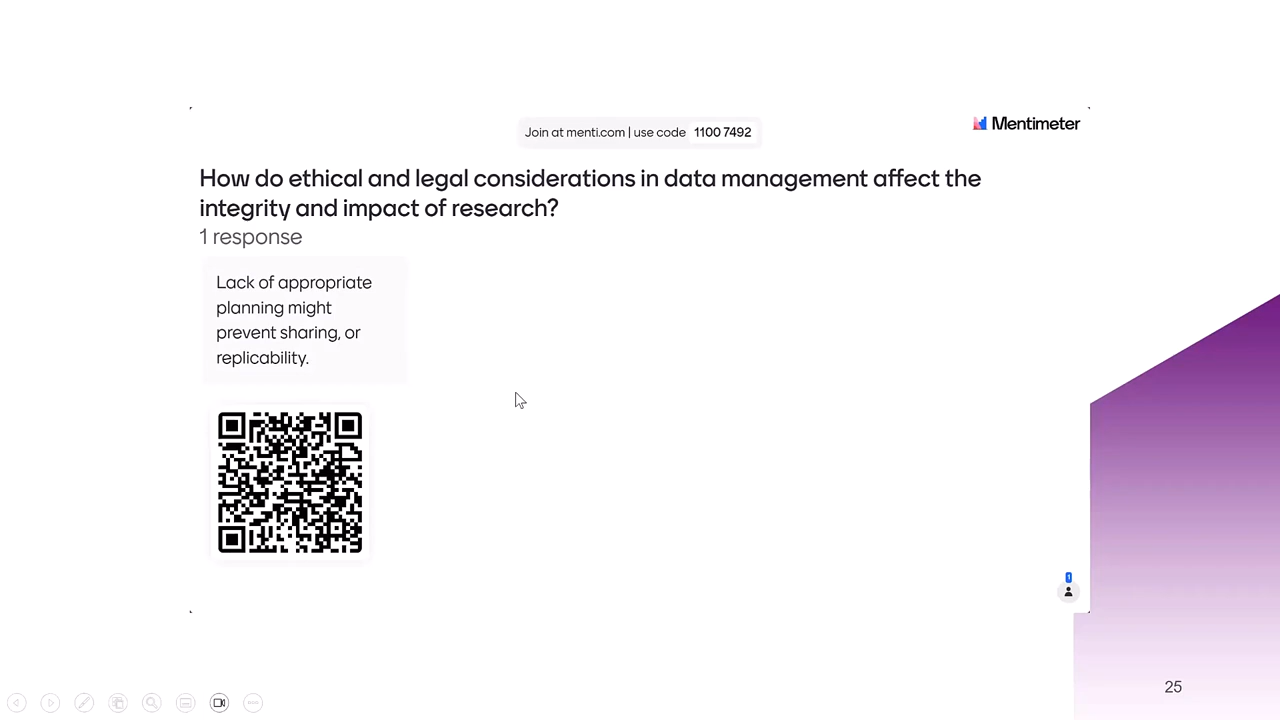 Join at menti.com | use code 1100 7492
Mentimeter
How do ethical and legal considerations in data management affect the
integrity and impact of research?
1 response
Lack of appropriate
planning might
prevent sharing, or
replicability.
1
25